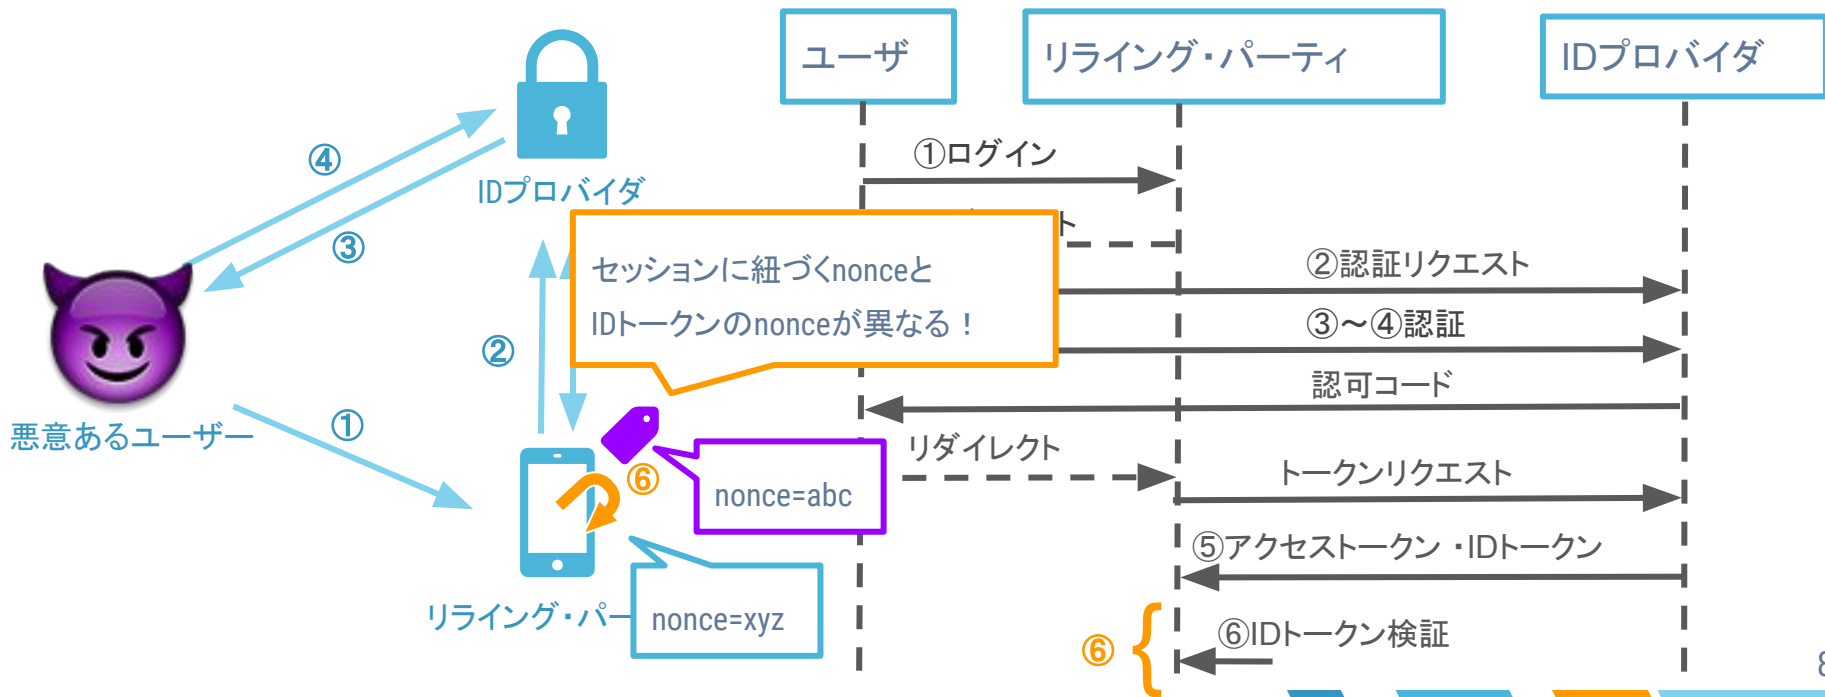 ユーザ
リライング・パーティ
IDプロバイダ
①ログイン
④
IDプロバイダ
ト
③
セッションに紐づくnonceと
IDトークンのnonceが異なる！
②認証リクエスト
③～④認証
②
認可コード
悪意あるユーザー
①
リダイレクト
⑥
nonce=abc
トークンリクエスト
⑤アクセストークン・IDトークン
リライング・パー
nonce=xyz
⑥
⑥IDトークン検証